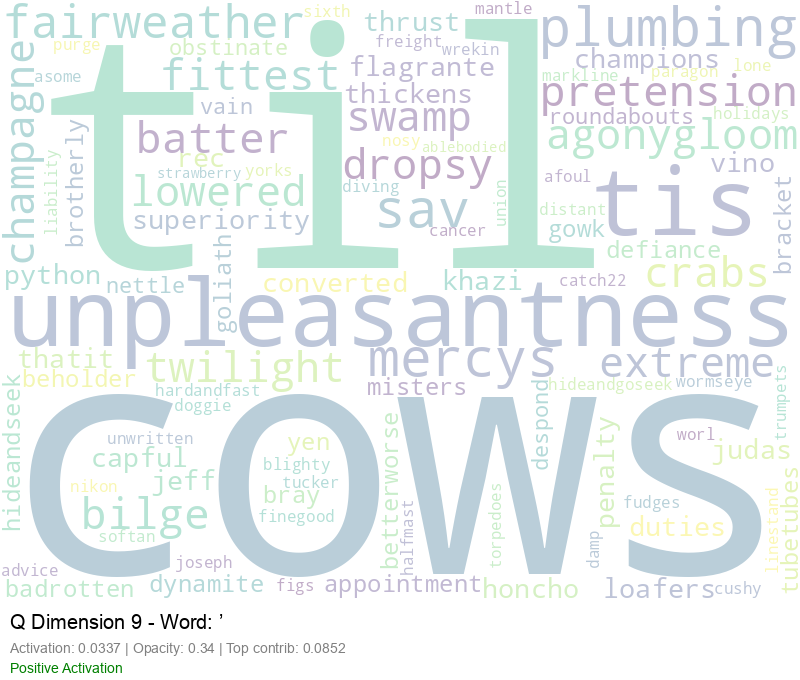 fairweather
sixth
thrust
mantle
plumbing
purge
obstinate
freight
wrekin
champions
asome
fittest
flagrante
markline
paragon
lone
champagne
vain
thickens
pretension
til
batter
swamp
roundabouts
holidays
brotherly
rec
nosy
ablebodied
agonygloom
liability
strawberry
yorks
dropsy
vino
lowered
diving
union
afoul
tis
superiority
sav
distant
gowk
bracket
cancer
defiance
python
nettle
goliath
converted
khazi
catch22
crabs
unpleasantness
thatit
twilight
mercys
extreme
beholder
hardandfast
misters
hideandgoseek
wormseye
doggie
trumpets
hideandseek
cows
unwritten
yen
betterworse
despond
penalty
worl
judas
capful
blighty
jeff
tucker
nikon
bray
fudges
bilge
finegood
halfmast
torpedoes
duties
linestand
tubetubes
softan
damp
advice
joseph
badrotten
dynamite
figs
appointment
honcho
loafers
cushy
Q Dimension 9 - Word: ’
Activation: 0.0337 | Opacity: 0.34 | Top contrib: 0.0852
Positive Activation